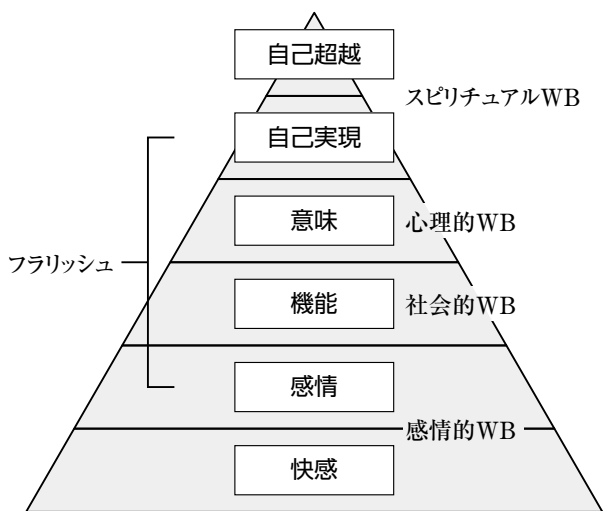 自己超越
スピリチュアルWB
自己実現
意味
心理的WB
フラリッシュ
機能
社会的WB
感情
感情的WB
快感